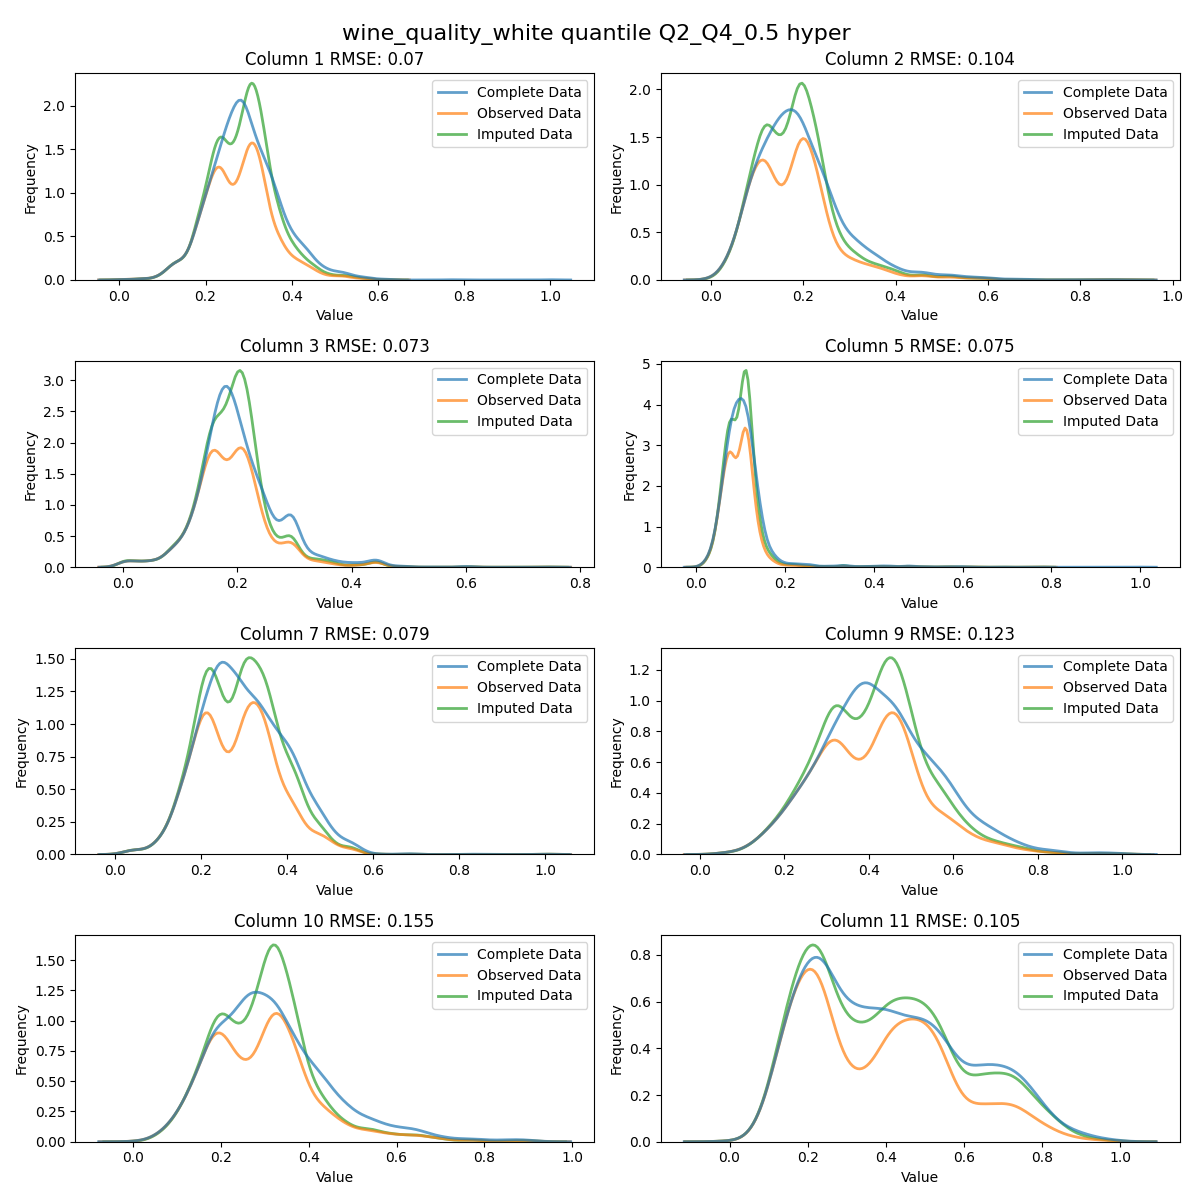 wine_quality_white quantile Q2_Q4_0.5 hyper
Column 1 RMSE: 0.07
Frequency
2.0
1.5
1.0
0.5
0.0
Complete Data
Observed Data
Imputed Data
0.0 0.2 0.4 0.6 0.8 1.0
Value
Column 2 RMSE: 0.104
Frequency
2.0
1.5
1.0
0.5
0.0
Complete Data
Observed Data
Imputed Data
0.0 0.2 0.4 0.6 0.8 1.0
Value
Column 3 RMSE: 0.073
Frequency
3.0
2.5
2.0
1.5
1.0
0.5
0.0
Complete Data
Observed Data
Imputed Data
0.0 0.2 0.4 0.6 0.8
Value
Column 5 RMSE: 0.075
Frequency
5
4
3
2
1
0
Complete Data
Observed Data
Imputed Data
0.0 0.2 0.4 0.6 0.8 1.0
Value
Column 7 RMSE: 0.079
Frequency
1.50
1.25
1.00
0.75
0.50
0.25
0.00
Complete Data
Observed Data
Imputed Data
0.0 0.2 0.4 0.6 0.8 1.0
Value
Column 9 RMSE: 0.123
Frequency
1.2
1.0
0.8
0.6
0.4
0.2
0.0
Complete Data
Observed Data
Imputed Data
0.0 0.2 0.4 0.6 0.8 1.0
Value
Column 10 RMSE: 0.155
Frequency
1.50
1.25
1.00
0.75
0.50
0.25
0.00
Complete Data
Observed Data
Imputed Data
0.0 0.2 0.4 0.6 0.8 1.0
Value
Column 11 RMSE: 0.105
Frequency
0.8
0.6
0.4
0.2
0.0
Complete Data
Observed Data
Imputed Data
0.0 0.2 0.4 0.6 0.8 1.0
Value